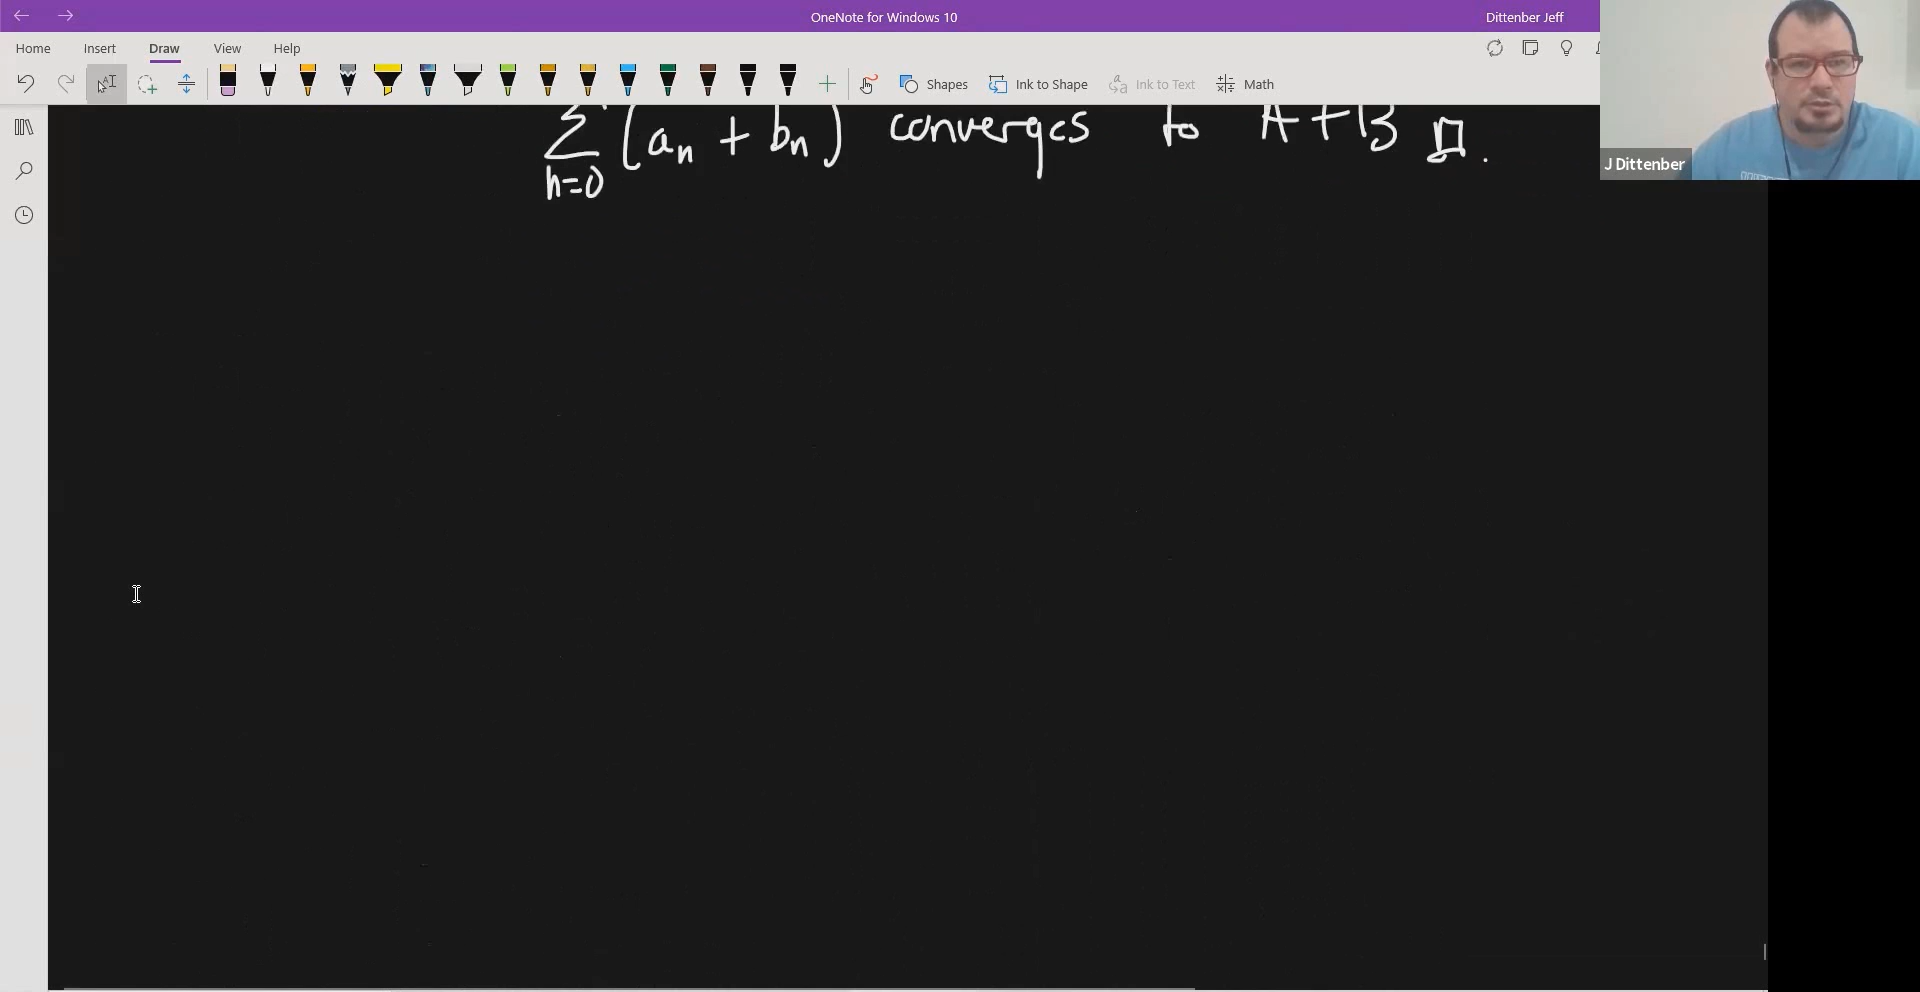 OneNote for Windows 10
Dittenber Jeff
Home Insert Draw View Help
Shapes Ink to Shape Ink to Text Math
∑ (aₙ + bₙ) converges to A + B □.
n=0
J Dittenber